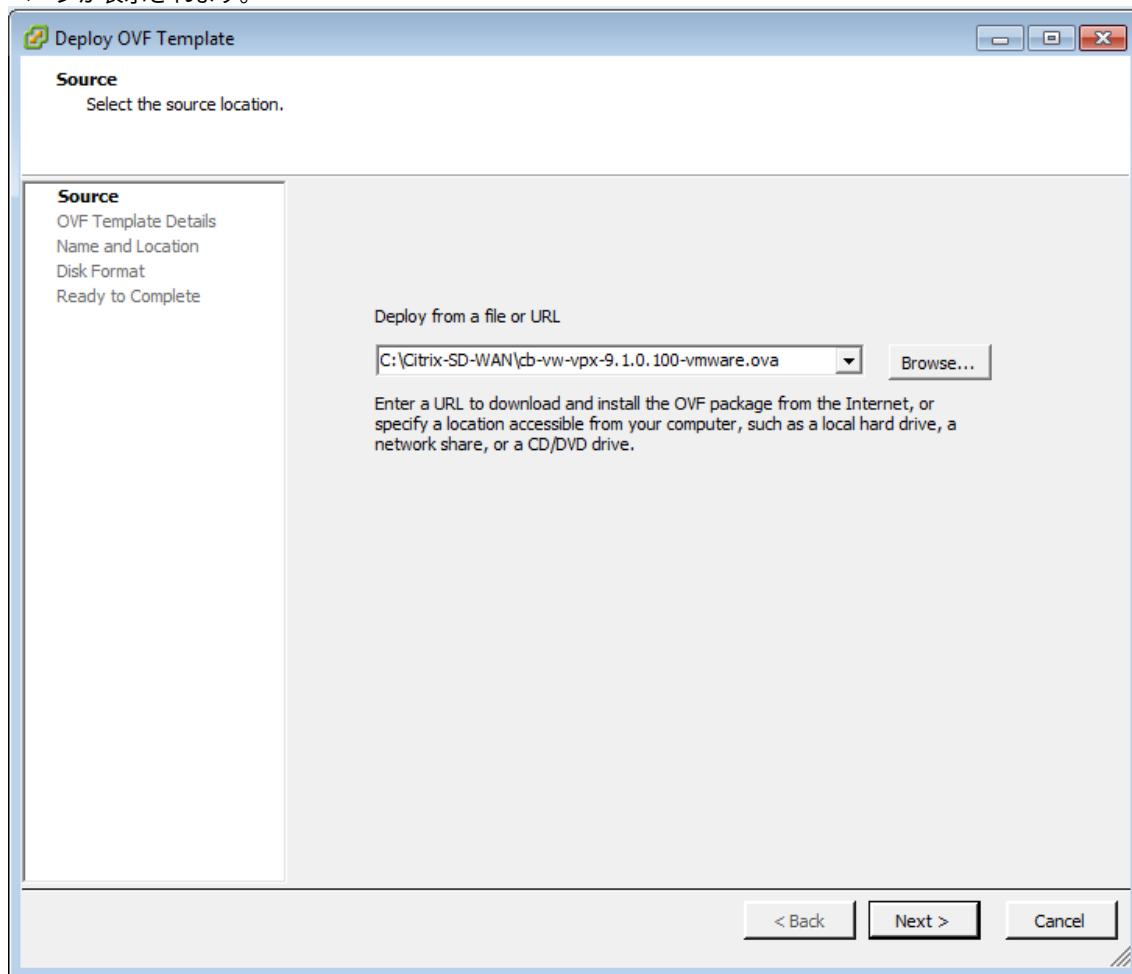 Deploy OVF Template
Source
Select the source location.
Source
OVF Template Details
Name and Location
Disk Format
Ready to Complete
Deploy from a file or URL
C:\Citrix-SD-WAN\cb-vw-vpx-9.1.0.100-vmware.ova
Browse...
Enter a URL to download and install the OVF package from the Internet, or
specify a location accessible from your computer, such as a local hard drive, a
network share, or a CD/DVD drive.
< Back
Next >
Cancel